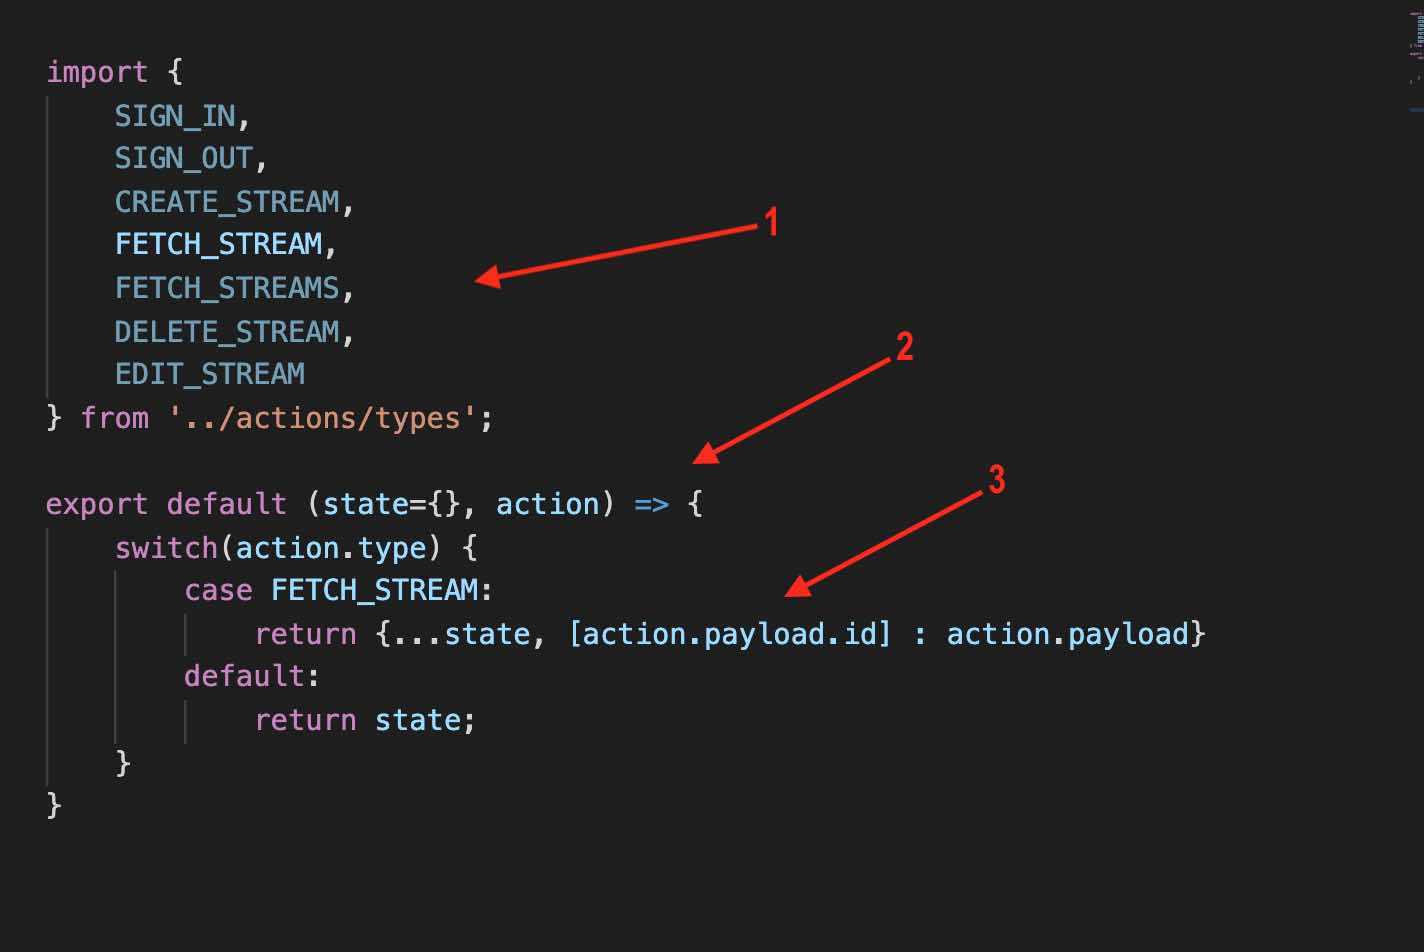 import {
    SIGN_IN,
    SIGN_OUT,
    CREATE_STREAM,
1
    FETCH_STREAM,
    FETCH_STREAMS,
    DELETE_STREAM,
2
    EDIT_STREAM
} from '../actions/types';
3
export default (state={}, action) => {
    switch(action.type) {
        case FETCH_STREAM:
            return {...state, [action.payload.id] : action.payload}
        default:
            return state;
    }
}